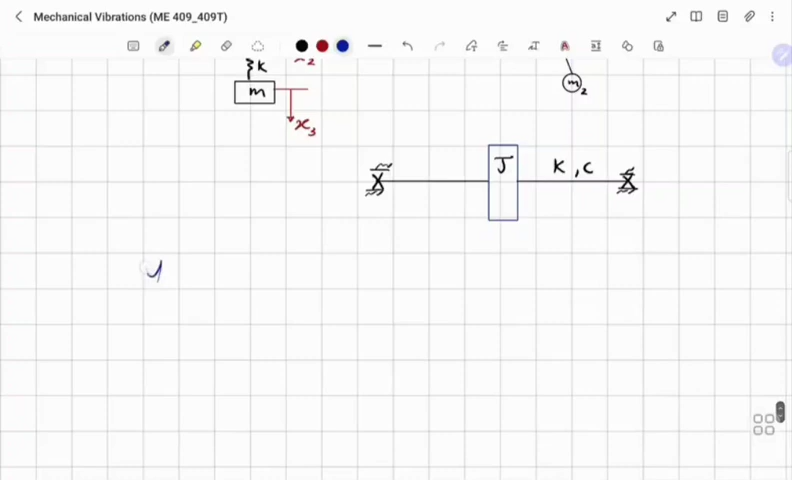 Mechanical Vibrations (ME 409_409T)
K
m
x₃
m₂
J
K, C